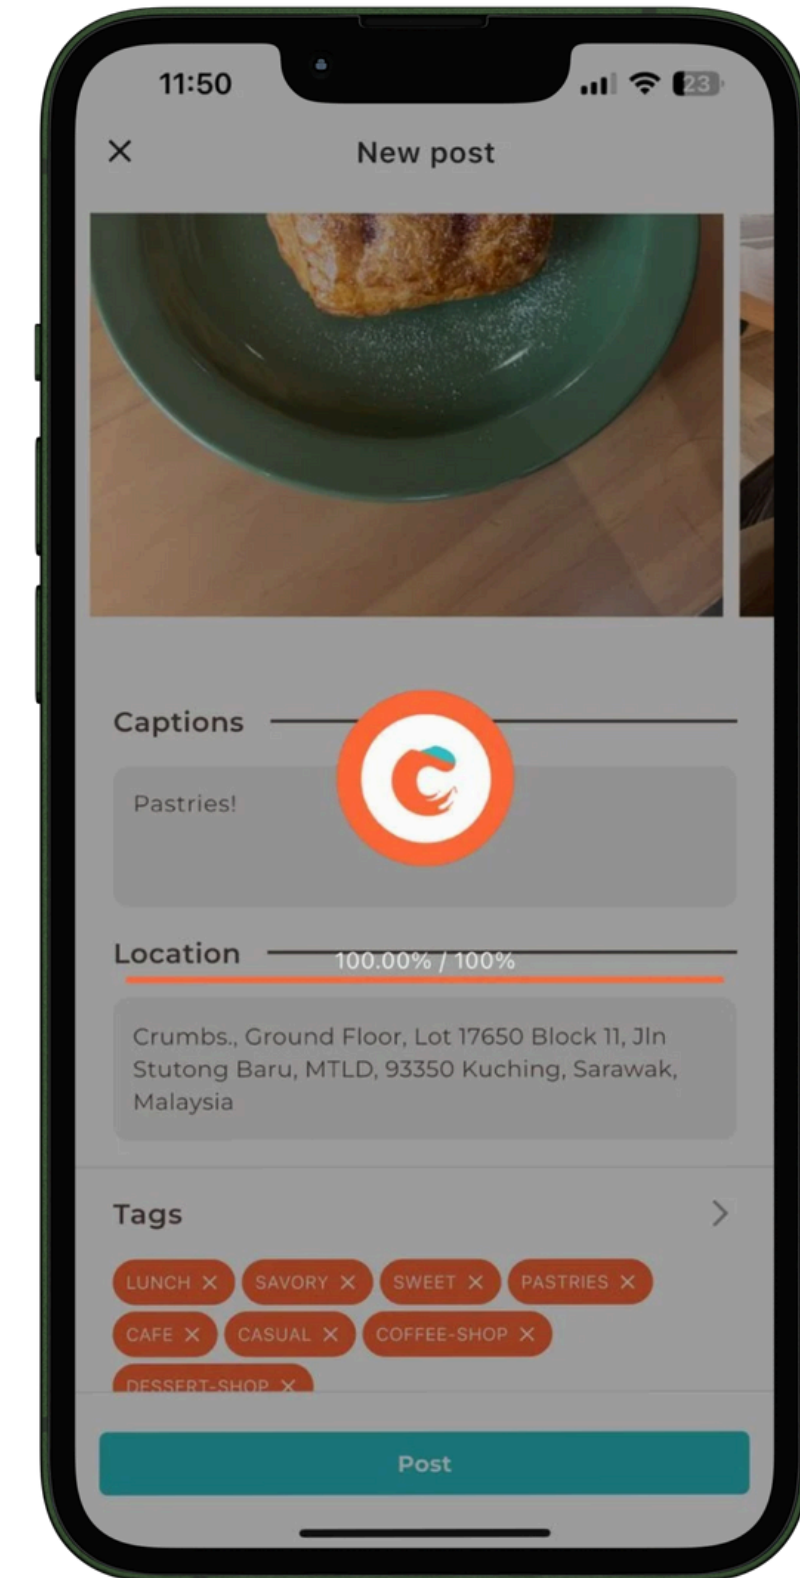 11:50
23
New post
Captions
Pastries!
Location
100.00% / 100%
Crumbs., Ground Floor, Lot 17650 Block 11, Jln
Stutong Baru, MTLD, 93350 Kuching, Sarawak,
Malaysia
Tags
LUNCH
SAVORY
SWEET
PASTRIES
CAFE
CASUAL
COFFEE-SHOP
DESSERT-SHOP
Post